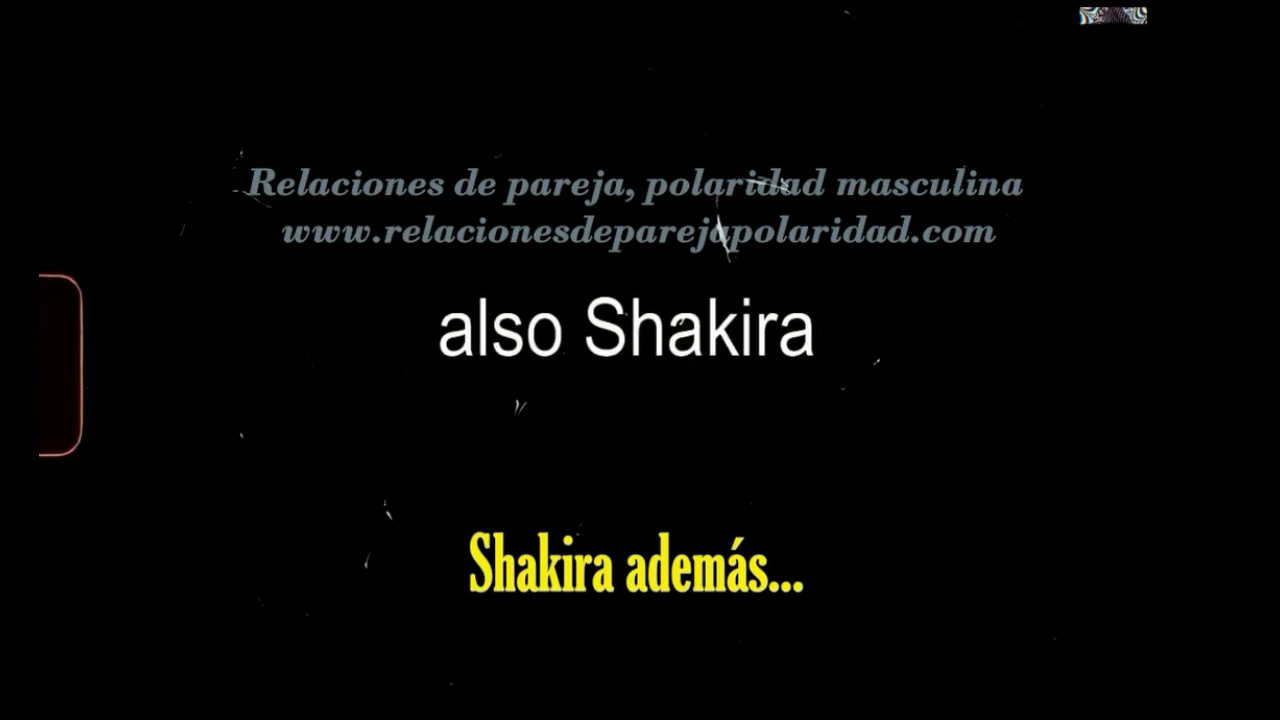 Relaciones de pareja, polaridad masculina
www.relacionesdeparejapolaridad.com
also Shakira
Shakira además...